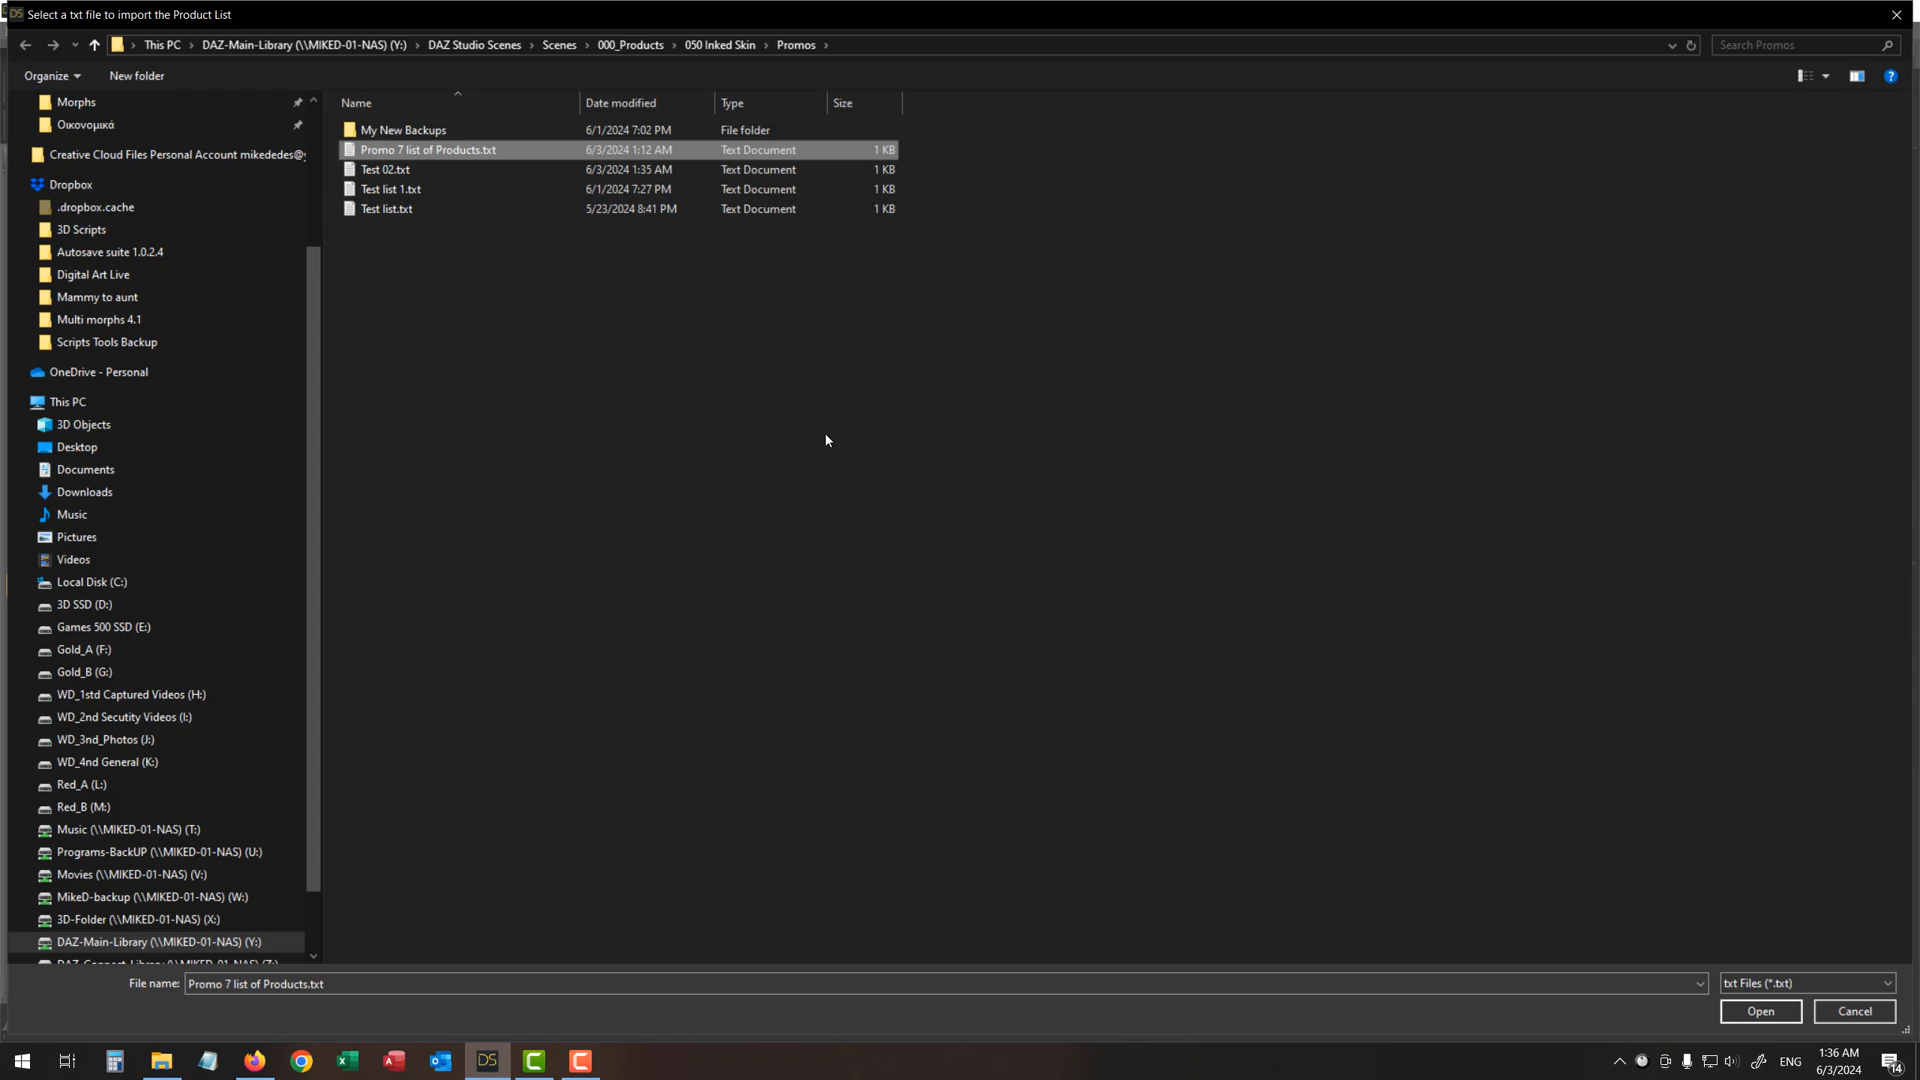 Select a txt file to import the Product List
This PC
DAZ-Main-Library (\\MIKED-01-NAS) (Y:)
DAZ Studio Scenes
Scenes
000_Products
050 Inked Skin
Promos
Search Promos
Organize
New folder
Name
Date modified
Type
Size
My New Backups 6/1/2024 7:02 PM File folder
Promo 7 list of Products.txt 6/3/2024 1:12 AM Text Document 1 KB
Test 02.txt 6/3/2024 1:35 AM Text Document 1 KB
Test list 1.txt 6/1/2024 7:27 PM Text Document 1 KB
Test list.txt 5/23/2024 8:41 PM Text Document 1 KB
Morphs
Οικονομικά
Creative Cloud Files Personal Account mikededes@
Dropbox
.dropbox.cache
3D Scripts
Autosave suite 1.0.2.4
Digital Art Live
Mammy to aunt
Multi morphs 4.1
Scripts Tools Backup
OneDrive - Personal
This PC
3D Objects
Desktop
Documents
Downloads
Music
Pictures
Videos
Local Disk (C:)
3D SSD (D:)
Games 500 SSD (E:)
Gold_A (F:)
Gold_B (G:)
WD_1std Captured Videos (H:)
WD_2nd Secutity Videos (I:)
WD_3nd_Photos (J:)
WD_4nd General (K:)
Red_A (L:)
Red_B (M:)
Music (\\MIKED-01-NAS) (T:)
Programs-BackUP (\\MIKED-01-NAS) (U:)
Movies (\\MIKED-01-NAS) (V:)
MikeD-backup (\\MIKED-01-NAS) (W:)
3D-Folder (\\MIKED-01-NAS) (X:)
DAZ-Main-Library (\\MIKED-01-NAS) (Y:)
File name: Promo 7 list of Products.txt
txt Files (*.txt)
Open
Cancel
DS
ENG
1:36 AM
6/3/2024
14